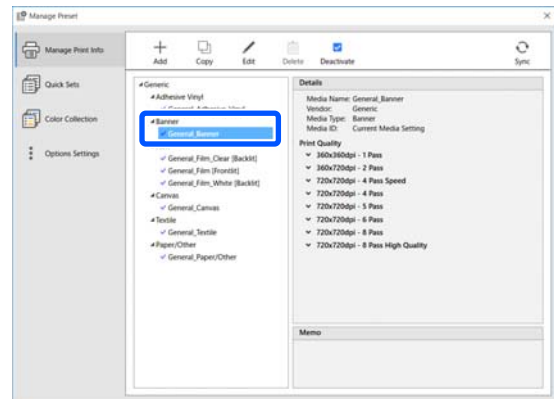 Manage Preset
Manage Print Info
Quick Sets
Color Collection
Options Settings
Add
Copy
Edit
Delete
Deactivate
Sync
Generic
Adhesive Vinyl
General_Adhesive Vinyl
Banner
General_Banner
General_Film_Clear [Backlit]
General_Film [Frontlit]
General_Film_White [Backlit]
Canvas
General_Canvas
Textile
General_Textile
Paper/Other
General_Paper/Other
Details
Media Name: General_Banner
Vendor: Generic
Media Type: Banner
Media ID: Current Media Setting
Print Quality
360x360dpi - 1 Pass
360x720dpi - 2 Pass
720x720dpi - 4 Pass Speed
720x720dpi - 4 Pass
720x720dpi - 5 Pass
720x720dpi - 6 Pass
720x720dpi - 8 Pass
720x720dpi - 8 Pass High Quality
Memo